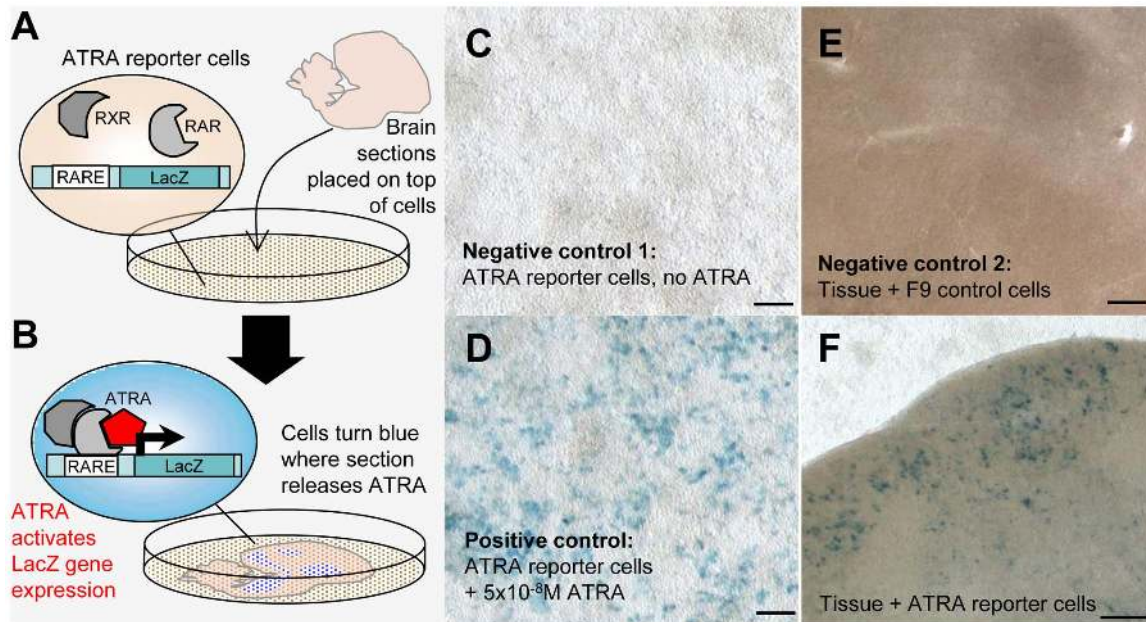 A
ATRA reporter cells
RXR
RAR
RARE
LacZ
Brain
sections
placed on top
of cells
B
ATRA
RARE
LacZ
Cells turn blue
where section
releases ATRA
ATRA
activates
LacZ gene
expression
C
Negative control 1:
ATRA reporter cells, no ATRA
D
Positive control:
ATRA reporter cells
+ 5x10⁻⁸M ATRA
E
Negative control 2:
Tissue + F9 control cells
F
Tissue + ATRA reporter cells